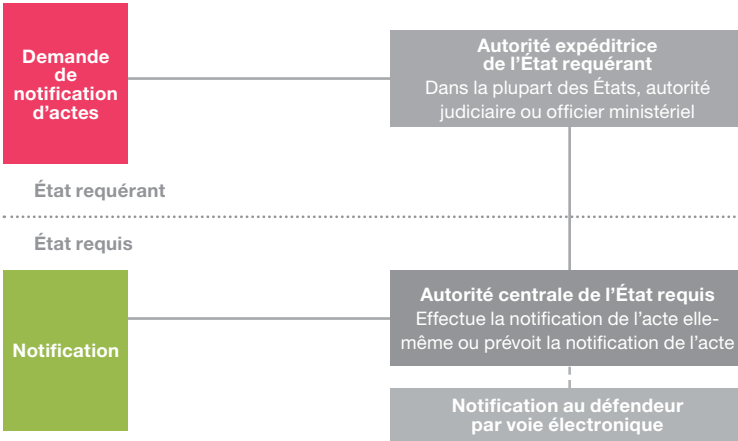 Demande
de
notification
d'actes
Autorité expéditrice
de l'État requérant
Dans la plupart des États, autorité
judiciaire ou officier ministériel
État requérant
État requis
Notification
Autorité centrale de l'État requis
Effectue la notification de l'acte elle-
même ou prévoit la notification de l'acte
Notification au défendeur
par voie électronique